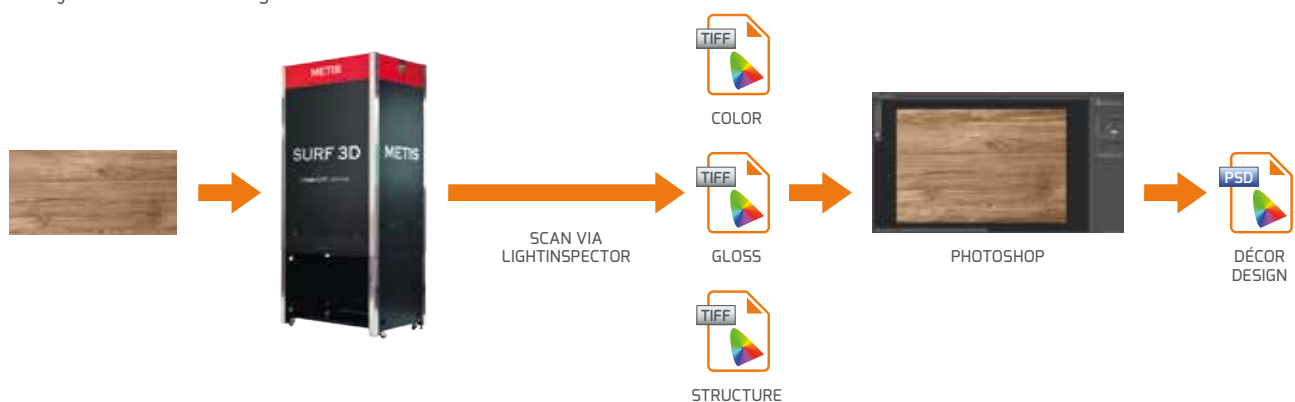 METIS
SURF 3D
METIS
SCAN VIA
LIGHTINSPECTOR
TIFF
COLOR
TIFF
GLOSS
TIFF
STRUCTURE
PHOTOSHOP
PSD
DÉCOR
DESIGN